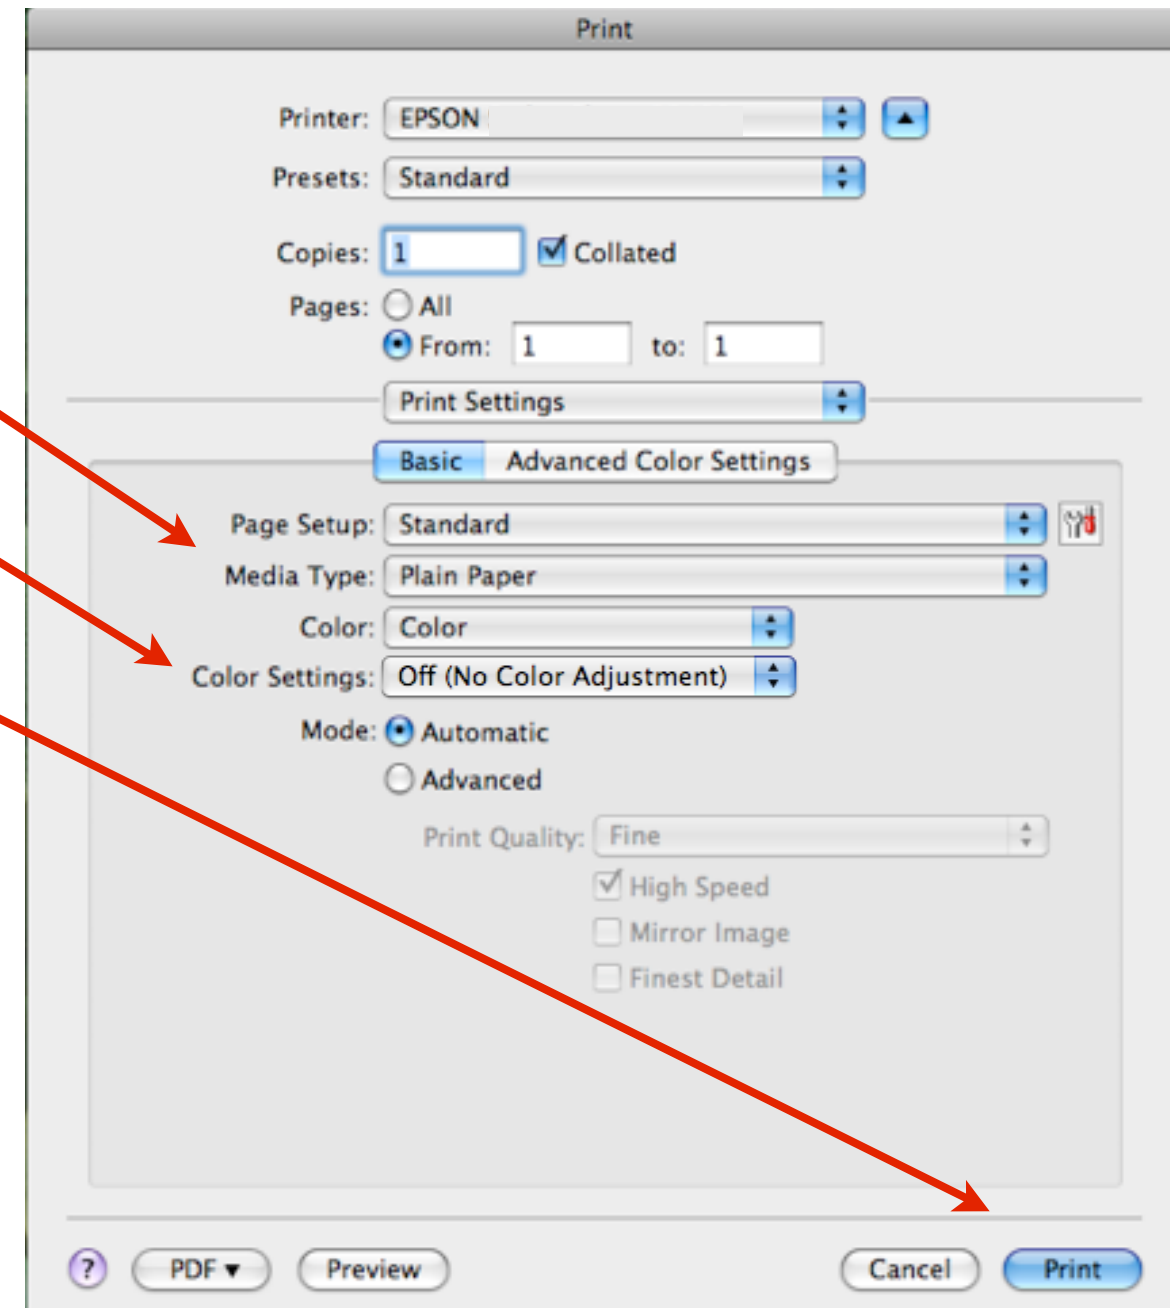 Print
Printer: EPSON
Presets: Standard
Copies: 1 Collated
Pages: All
From: 1 to: 1
Print Settings
Basic Advanced Color Settings
Page Setup: Standard
Media Type: Plain Paper
Color: Color
Color Settings: Off (No Color Adjustment)
Mode: Automatic
Advanced
Print Quality: Fine
High Speed
Mirror Image
Finest Detail
? PDF ▼ Preview Cancel Print